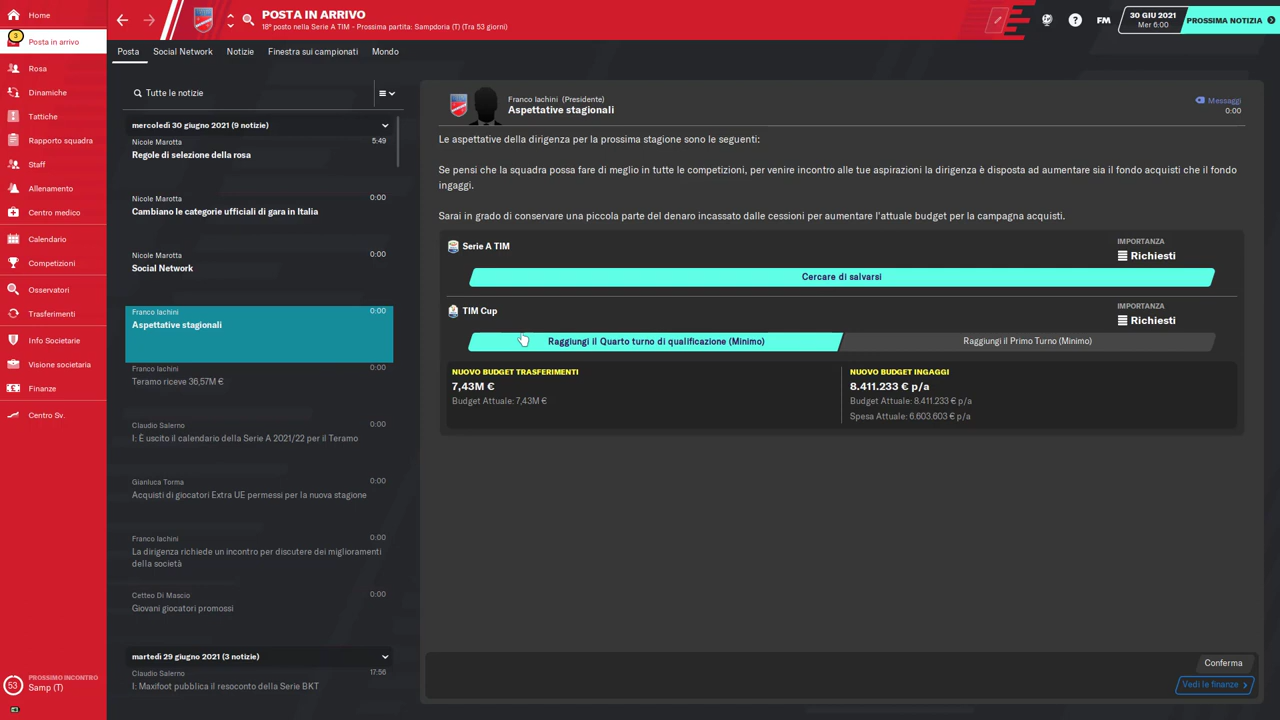 Home
3
Posta in arrivo
Rosa
Dinamiche
Tattiche
Rapporto squadra
Staff
Allenamento
Centro medico
Calendario
Competizioni
Osservatori
Trasferimenti
Info Societarie
Visione societaria
Finanze
Centro Sv.
53
PROSSIMO INCONTRO
Samp (T)
POSTA IN ARRIVO
18° posto nella Serie A TIM - Prossima partita: Sampdoria (T) (Tra 53 giorni)
?
FM
30 GIU 2021
Mer 6:00
PROSSIMA NOTIZIA
Posta
Social Network
Notizie
Finestra sui campionati
Mondo
Tutte le notizie
mercoledì 30 giugno 2021 (9 notizie)
Nicole Marotta 5:49
Regole di selezione della rosa
Nicole Marotta 0:00
Cambiano le categorie ufficiali di gara in Italia
Nicole Marotta 0:00
Social Network
Franco Iachini 0:00
Aspettative stagionali
Franco Iachini 0:00
Teramo riceve 36,57M €
Claudio Salerno 0:00
I: È uscito il calendario della Serie A 2021/22 per il Teramo
Gianluca Torma 0:00
Acquisti di giocatori Extra UE permessi per la nuova stagione
Franco Iachini 0:00
La dirigenza richiede un incontro per discutere dei miglioramenti
della società
Cetteo Di Mascio 0:00
Giovani giocatori promossi
martedì 29 giugno 2021 (3 notizie)
Claudio Salerno 17:56
I: Maxifoot pubblica il resoconto della Serie BKT
Franco Iachini (Presidente)
Aspettative stagionali
Messaggi
0:00
Le aspettative della dirigenza per la prossima stagione sono le seguenti:
Se pensi che la squadra possa fare di meglio in tutte le competizioni, per venire incontro alle tue aspirazioni la dirigenza è disposta ad aumentare sia il fondo acquisti che il fondo
ingaggi.
Sarai in grado di conservare una piccola parte del denaro incassato dalle cessioni per aumentare l'attuale budget per la campagna acquisti.
Serie A TIM
IMPORTANZA
Richiesti
Cercare di salvarsi
TIM Cup
IMPORTANZA
Richiesti
Raggiungi il Quarto turno di qualificazione (Minimo)
Raggiungi il Primo Turno (Minimo)
NUOVO BUDGET TRASFERIMENTI
7,43M €
Budget Attuale: 7,43M €
NUOVO BUDGET INGAGGI
8.411.233 € p/a
Budget Attuale: 8.411.233 € p/a
Spesa Attuale: 6.603.603 € p/a
Conferma
Vedi le finanze